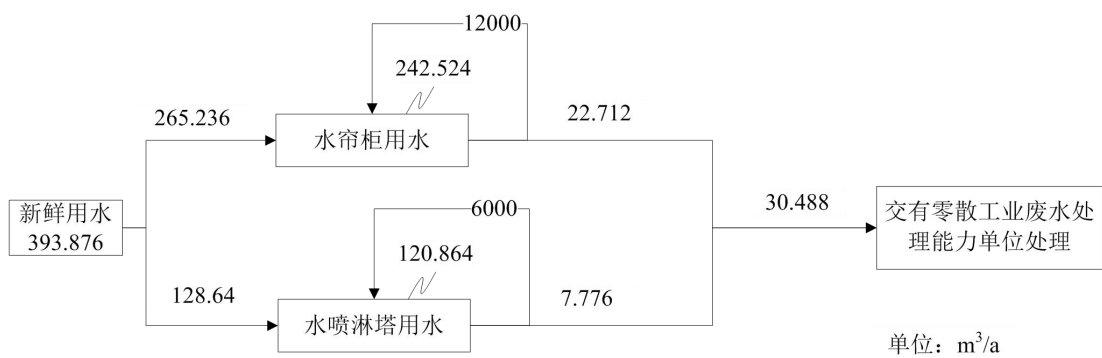 12000
242.524
265.236
水帘柜用水
22.712
新鲜用水
393.876
6000
120.864
30.488
交有零散工业废水处
理能力单位处理
128.64
水喷淋塔用水
7.776
单位：m³/a